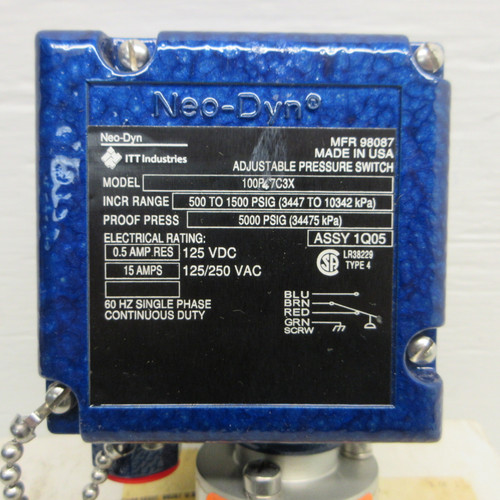 Neo-Dyn®
Neo-Dyn
ITT Industries
MFR 98087
MADE IN USA
ADJUSTABLE PRESSURE SWITCH
MODEL
INCR RANGE 500 TO 1500 PSIG (3447 TO 10342 kPa)
PROOF PRESS 5000 PSIG (34475 kPa)
ELECTRICAL RATING:
ASSY 1Q05
0.5 AMP RES 125 VDC
15 AMPS 125/250 VAC
LR38229
TYPE 4
60 HZ SINGLE PHASE
CONTINUOUS DUTY
BLU
BRN
RED
GRN
SCRW